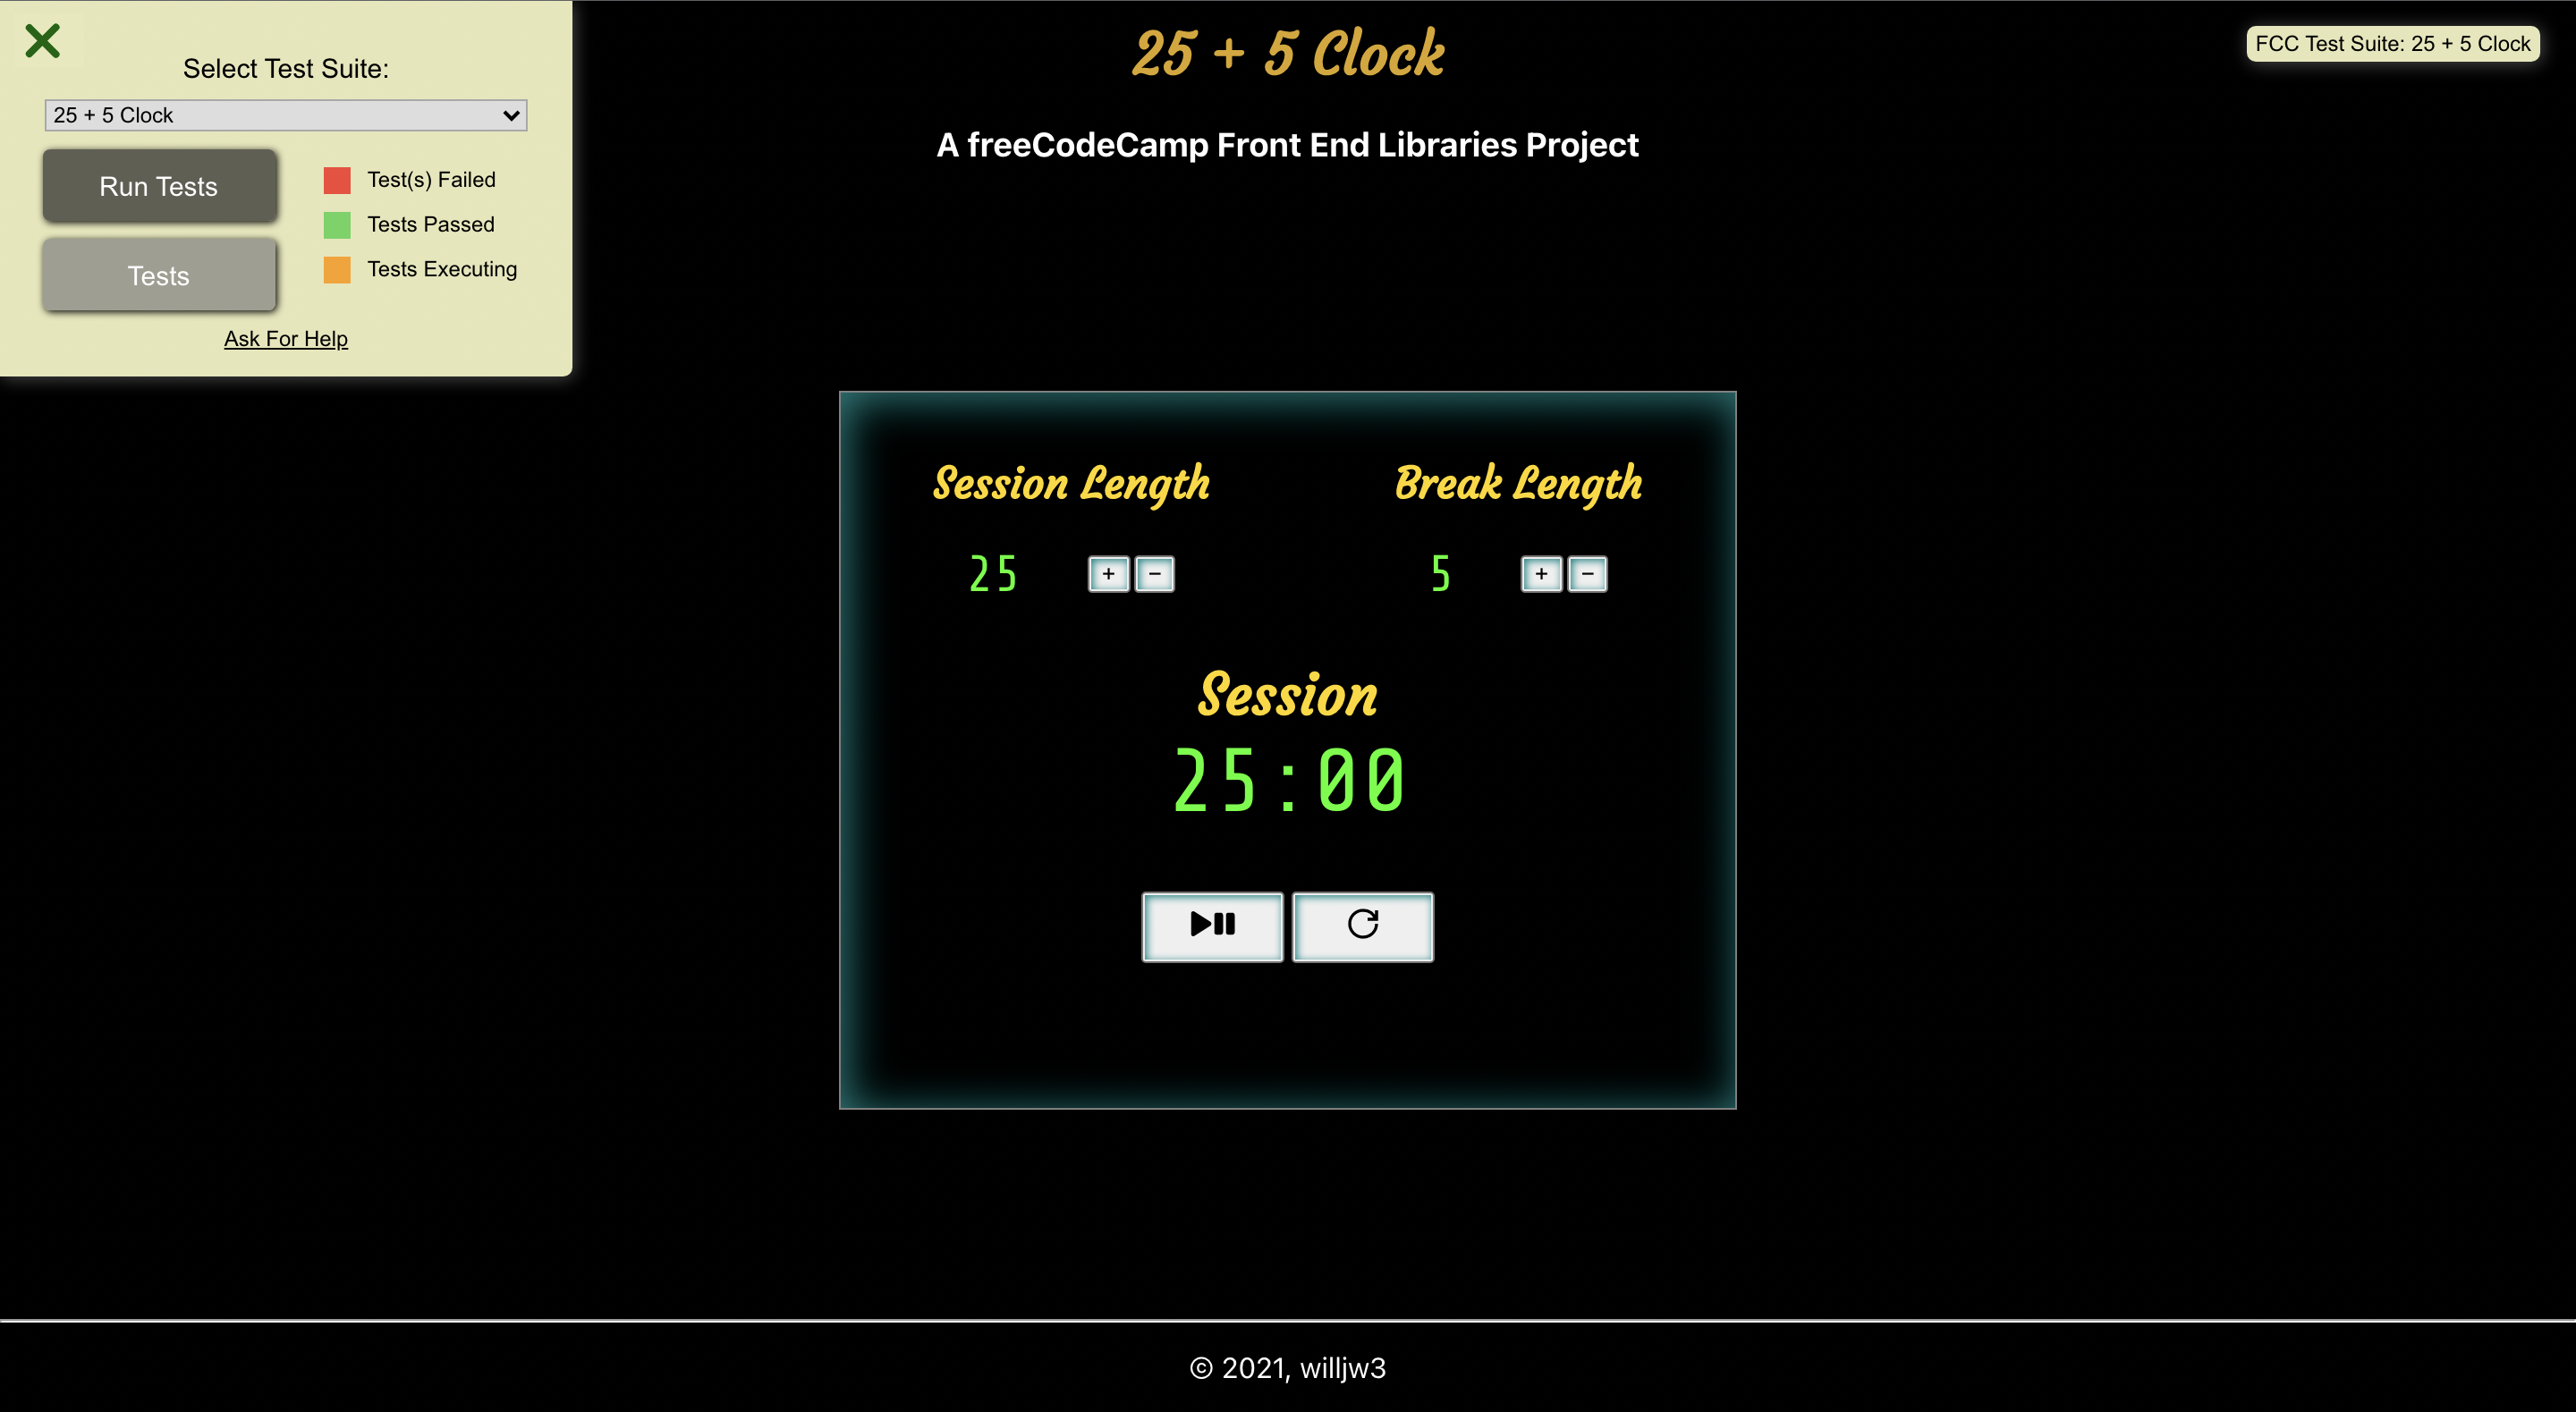 Select Test Suite:
25 + 5 Clock
Run Tests
Tests
Test(s) Failed
Tests Passed
Tests Executing
Ask For Help
25 + 5 Clock
A freeCodeCamp Front End Libraries Project
FCC Test Suite: 25 + 5 Clock
Session Length
Break Length
25 + −
5 + −
Session
25:00
© 2021, willjw3